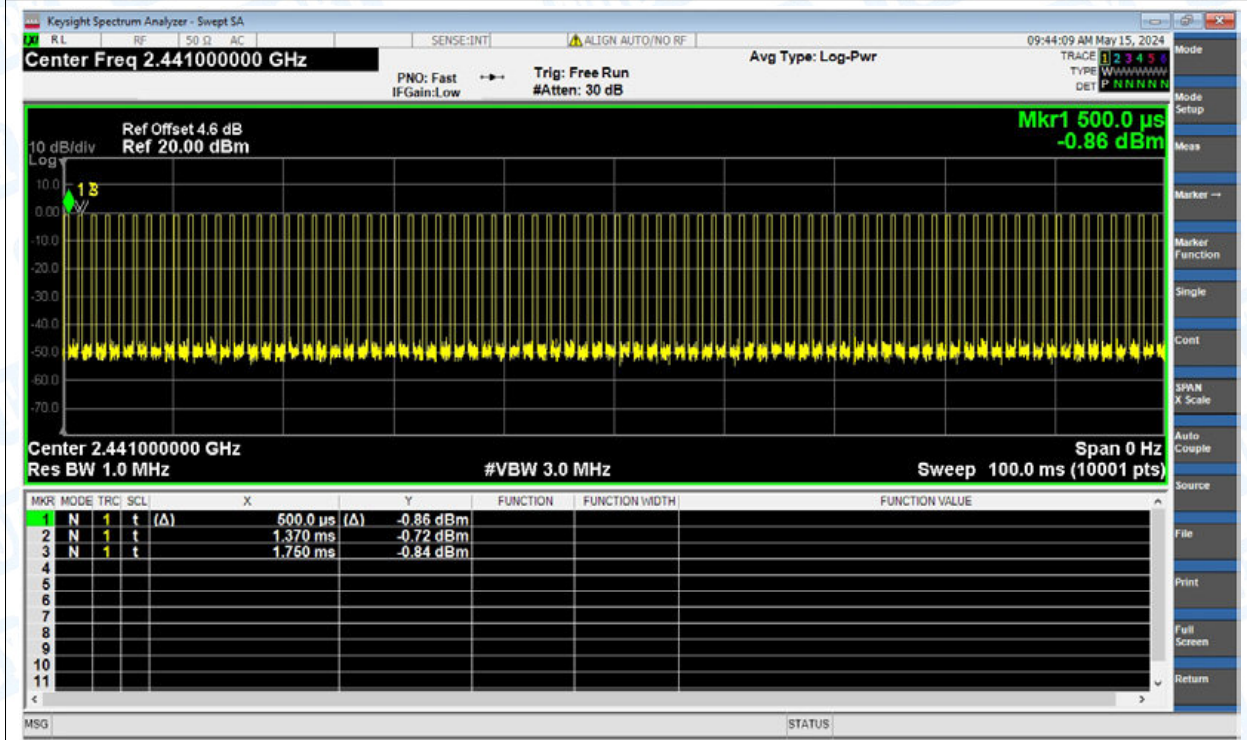 Keysight Spectrum Analyzer - Swept SA
RL RF 50 Ω AC SENSE:INT ALIGN AUTO/NO RF 09:44:09 AM May 15, 2024
Center Freq 2.441000000 GHz
PNO: Fast
IFGain:Low
Trig: Free Run
#Atten: 30 dB
Avg Type: Log-Pwr
TRACE 1 2 3 4 5 6
TYPE WWWWWW
DET P N N N N N
Mkr1 500.0 µs
-0.86 dBm
Ref Offset 4.6 dB
10 dB/div Ref 20.00 dBm
Log
10.0
0.00
-10.0
-20.0
-30.0
-40.0
-50.0
-60.0
-70.0
Center 2.441000000 GHz Span 0 Hz
Res BW 1.0 MHz #VBW 3.0 MHz Sweep 100.0 ms (10001 pts)
MKR MODE TRC SCL X Y FUNCTION FUNCTION WIDTH FUNCTION VALUE
1 N 1 t (Δ) 500.0 µs (Δ) -0.86 dBm
2 N 1 t 1.370 ms -0.72 dBm
3 N 1 t 1.750 ms -0.84 dBm
4
5
6
7
8
9
10
11
MSG STATUS
Mode
Mode Setup
Meas
Marker →
Marker Function
Single
Cont
SPAN X Scale
Auto Couple
Source
File
Print
Full Screen
Return